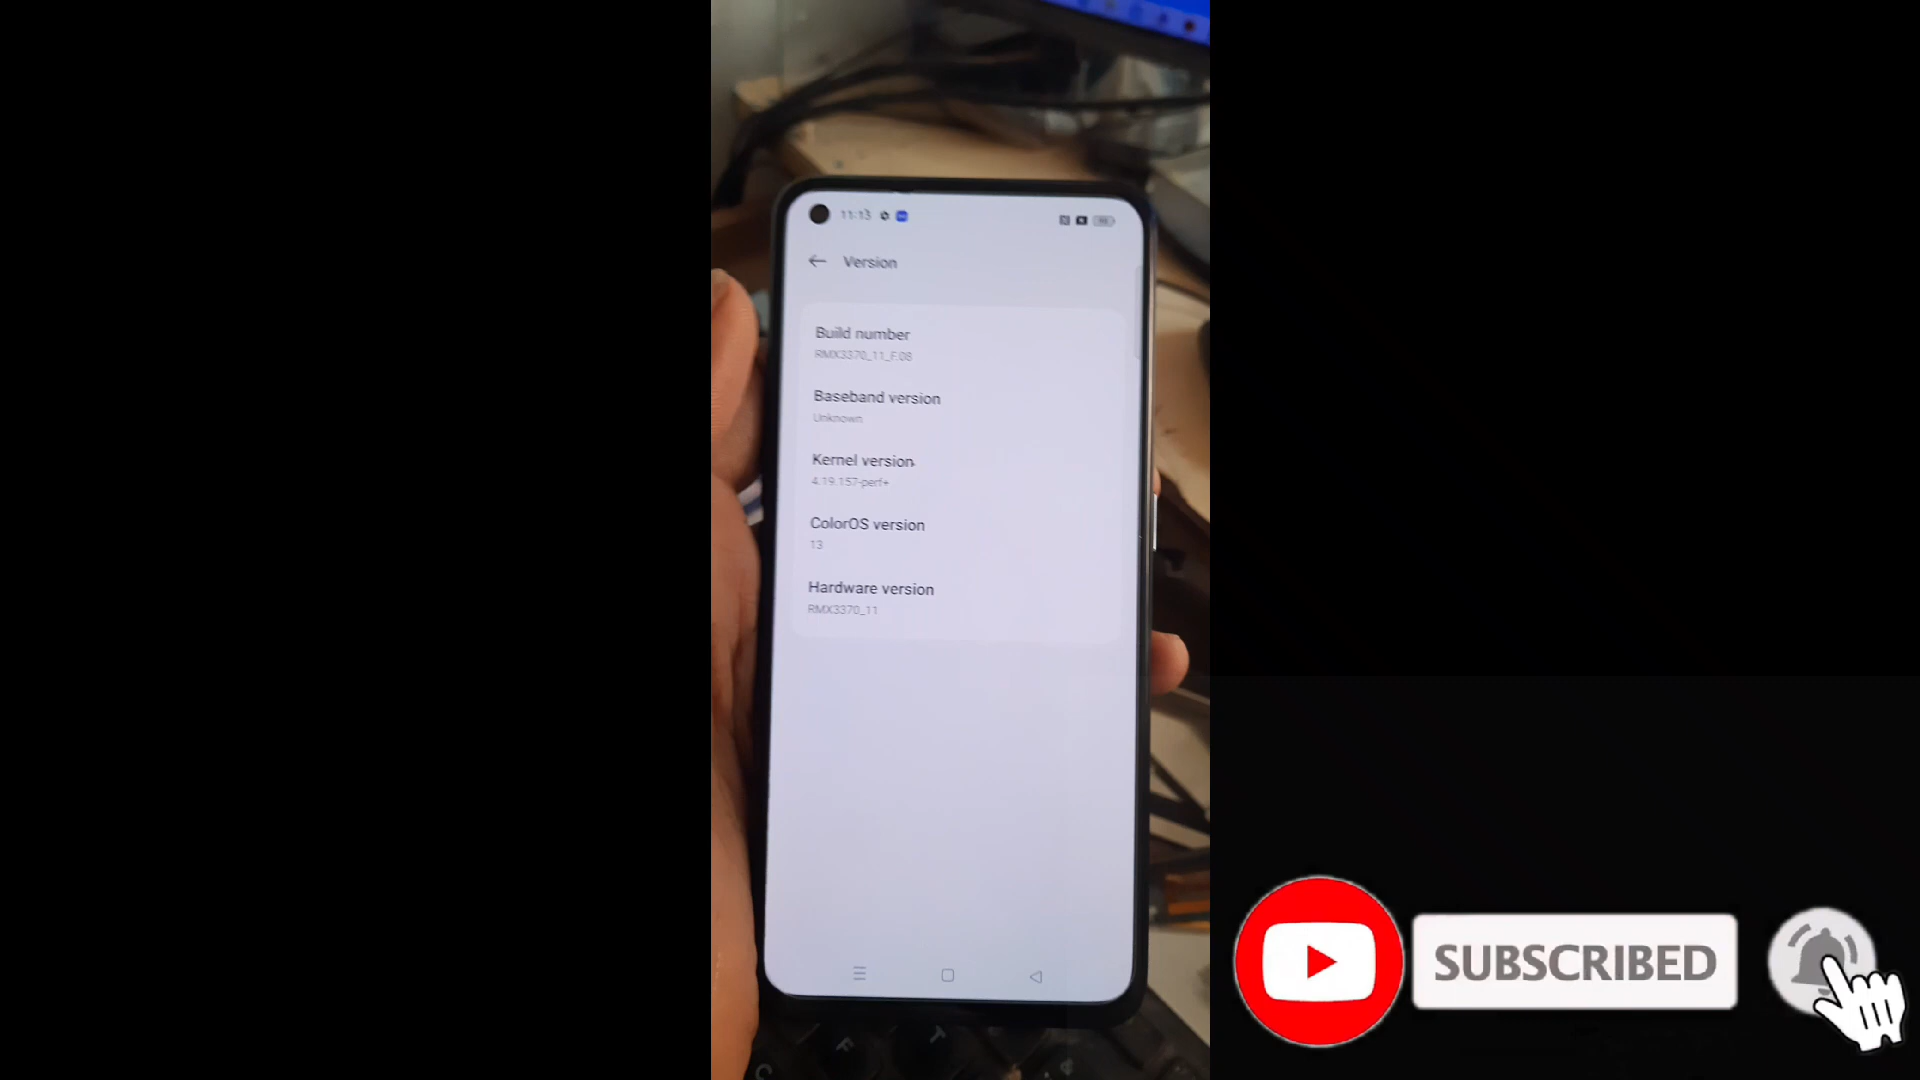 11:13
Version
Build number
RMX3370_11_F.08
Baseband version
Unknown
Kernel version
4.19.157-perf+
ColorOS version
13
Hardware version
RMX3370_11
SUBSCRIBED
F
T
C